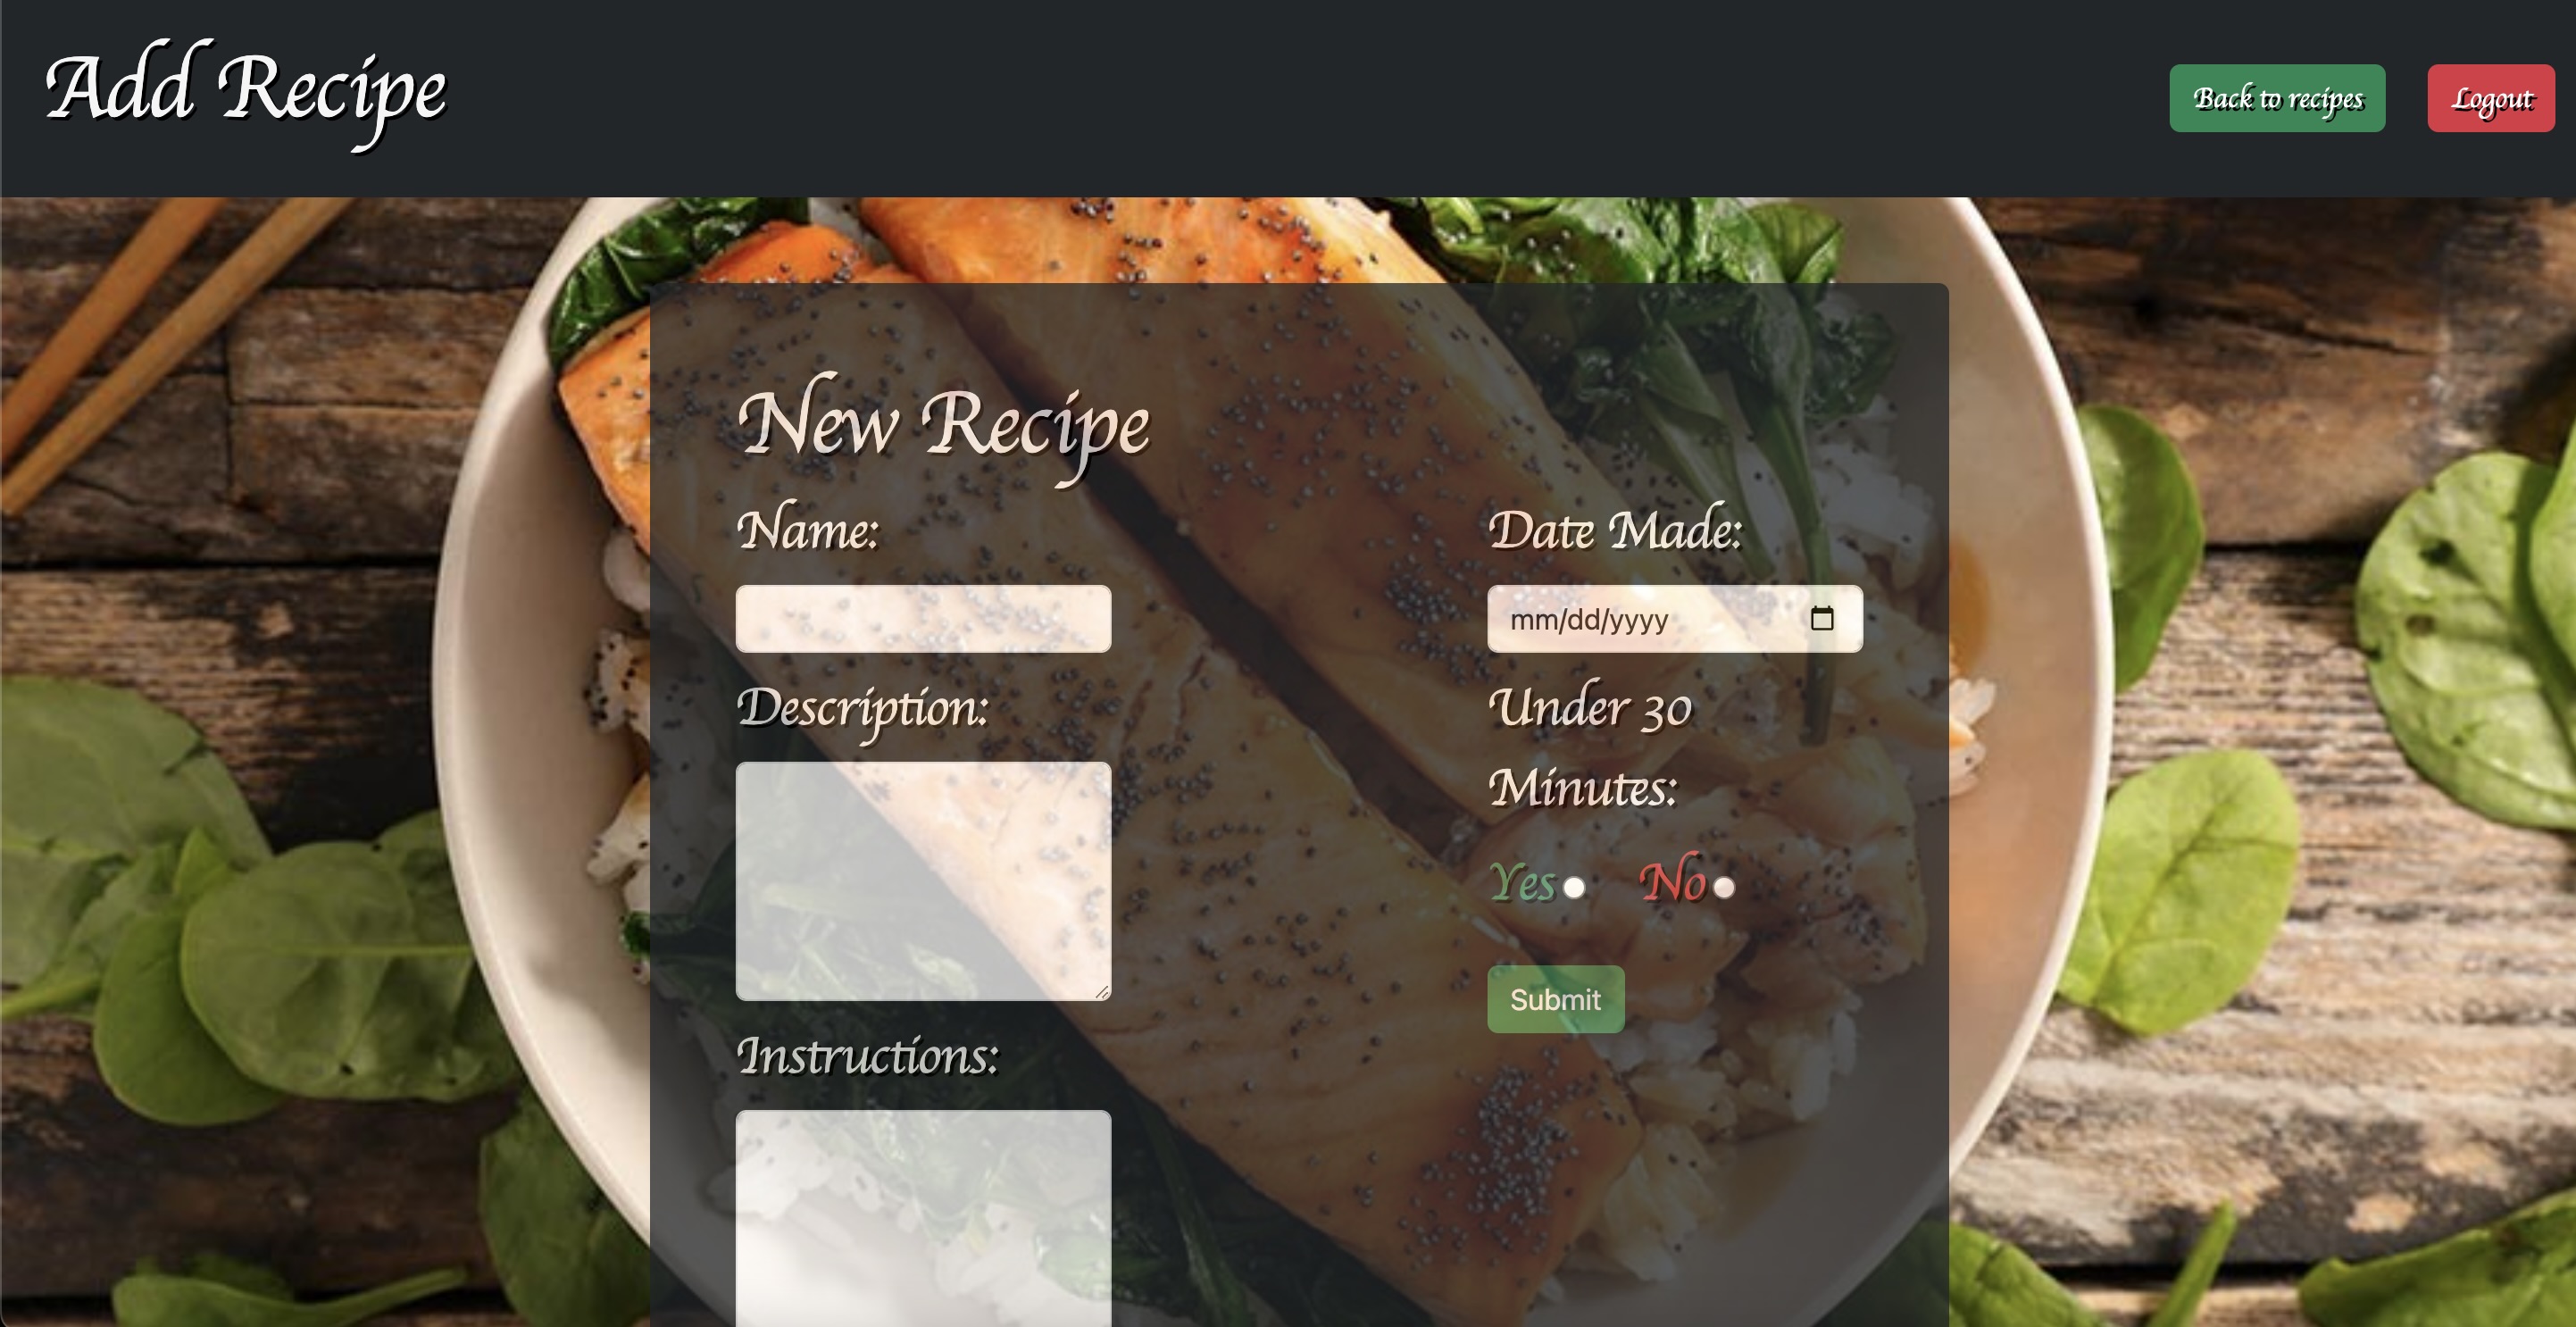 Add Recipe
Back to recipes
Logout
New Recipe
Name:
Date Made:
mm/dd/yyyy
Description:
Under 30
Minutes:
Yes No
Submit
Instructions: